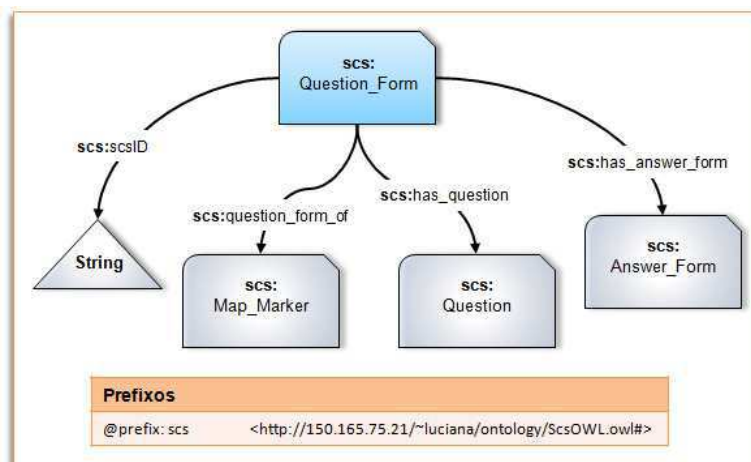 scs:
Question_Form
scs:scsID
scs:has_answer_form
scs:has_question
scs:question_form_of
String
scs:
Map_Marker
scs:
Question
scs:
Answer_Form
Prefixos
@prefix: scs <http://150.165.75.21/~luciana/ontology/ScsOWL.owl#>